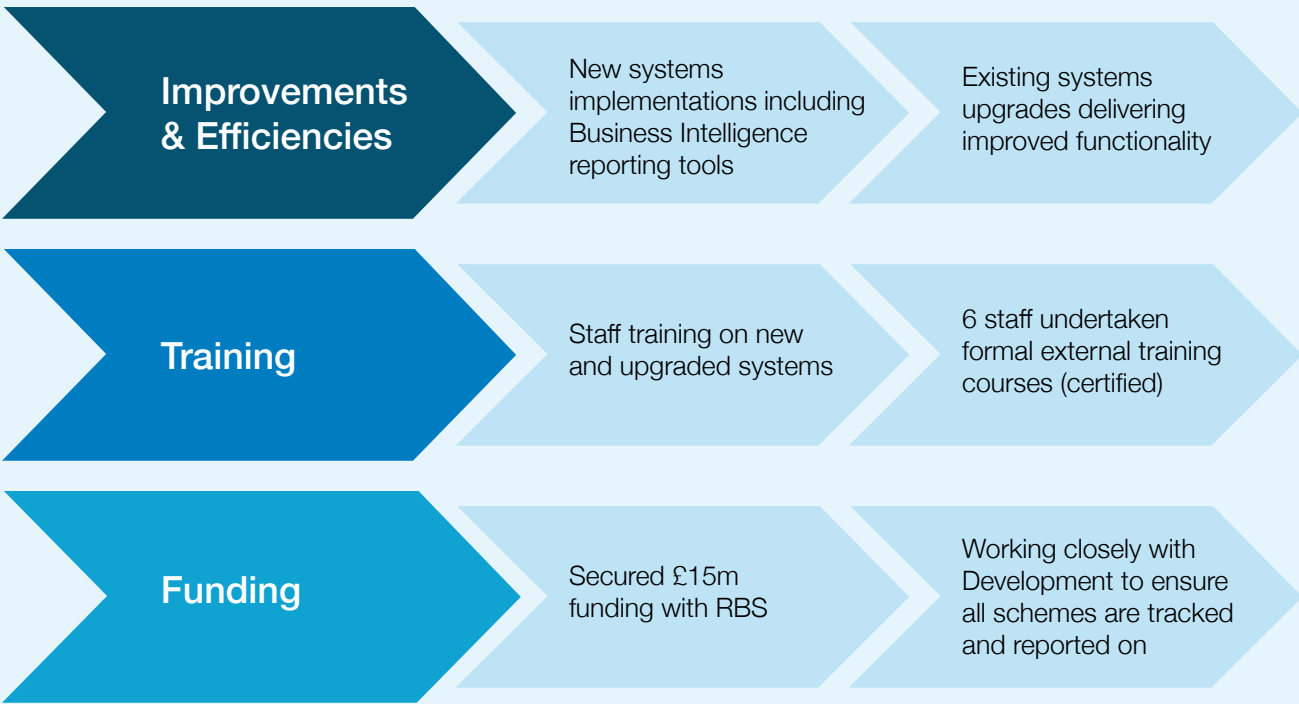 Improvements
& Efficiencies
New systems
implementations including
Business Intelligence
reporting tools
Existing systems
upgrades delivering
improved functionality
Training
Staff training on new
and upgraded systems
6 staff undertaken
formal external training
courses (certified)
Funding
Secured £15m
funding with RBS
Working closely with
Development to ensure
all schemes are tracked
and reported on